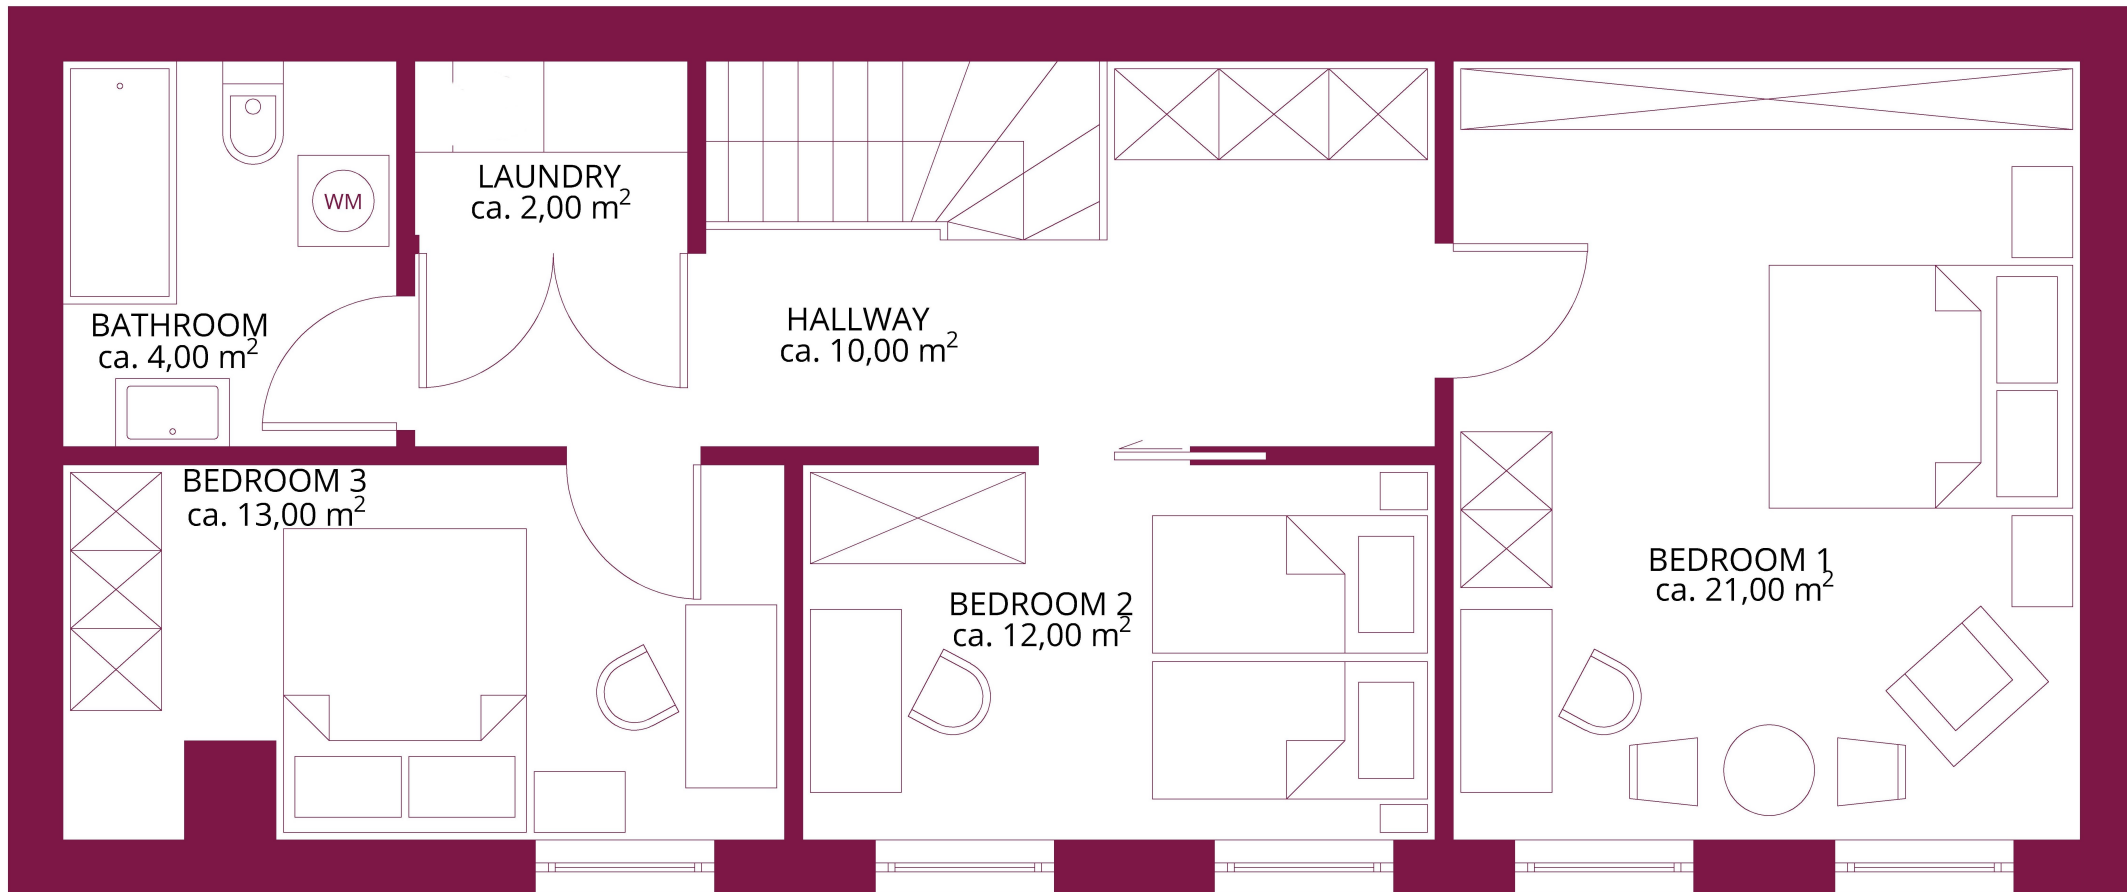 WM
LAUNDRY
ca. 2,00 m²
BATHROOM
ca. 4,00 m²
HALLWAY
ca. 10,00 m²
BEDROOM 3
ca. 13,00 m²
BEDROOM 2
ca. 12,00 m²
BEDROOM 1
ca. 21,00 m²